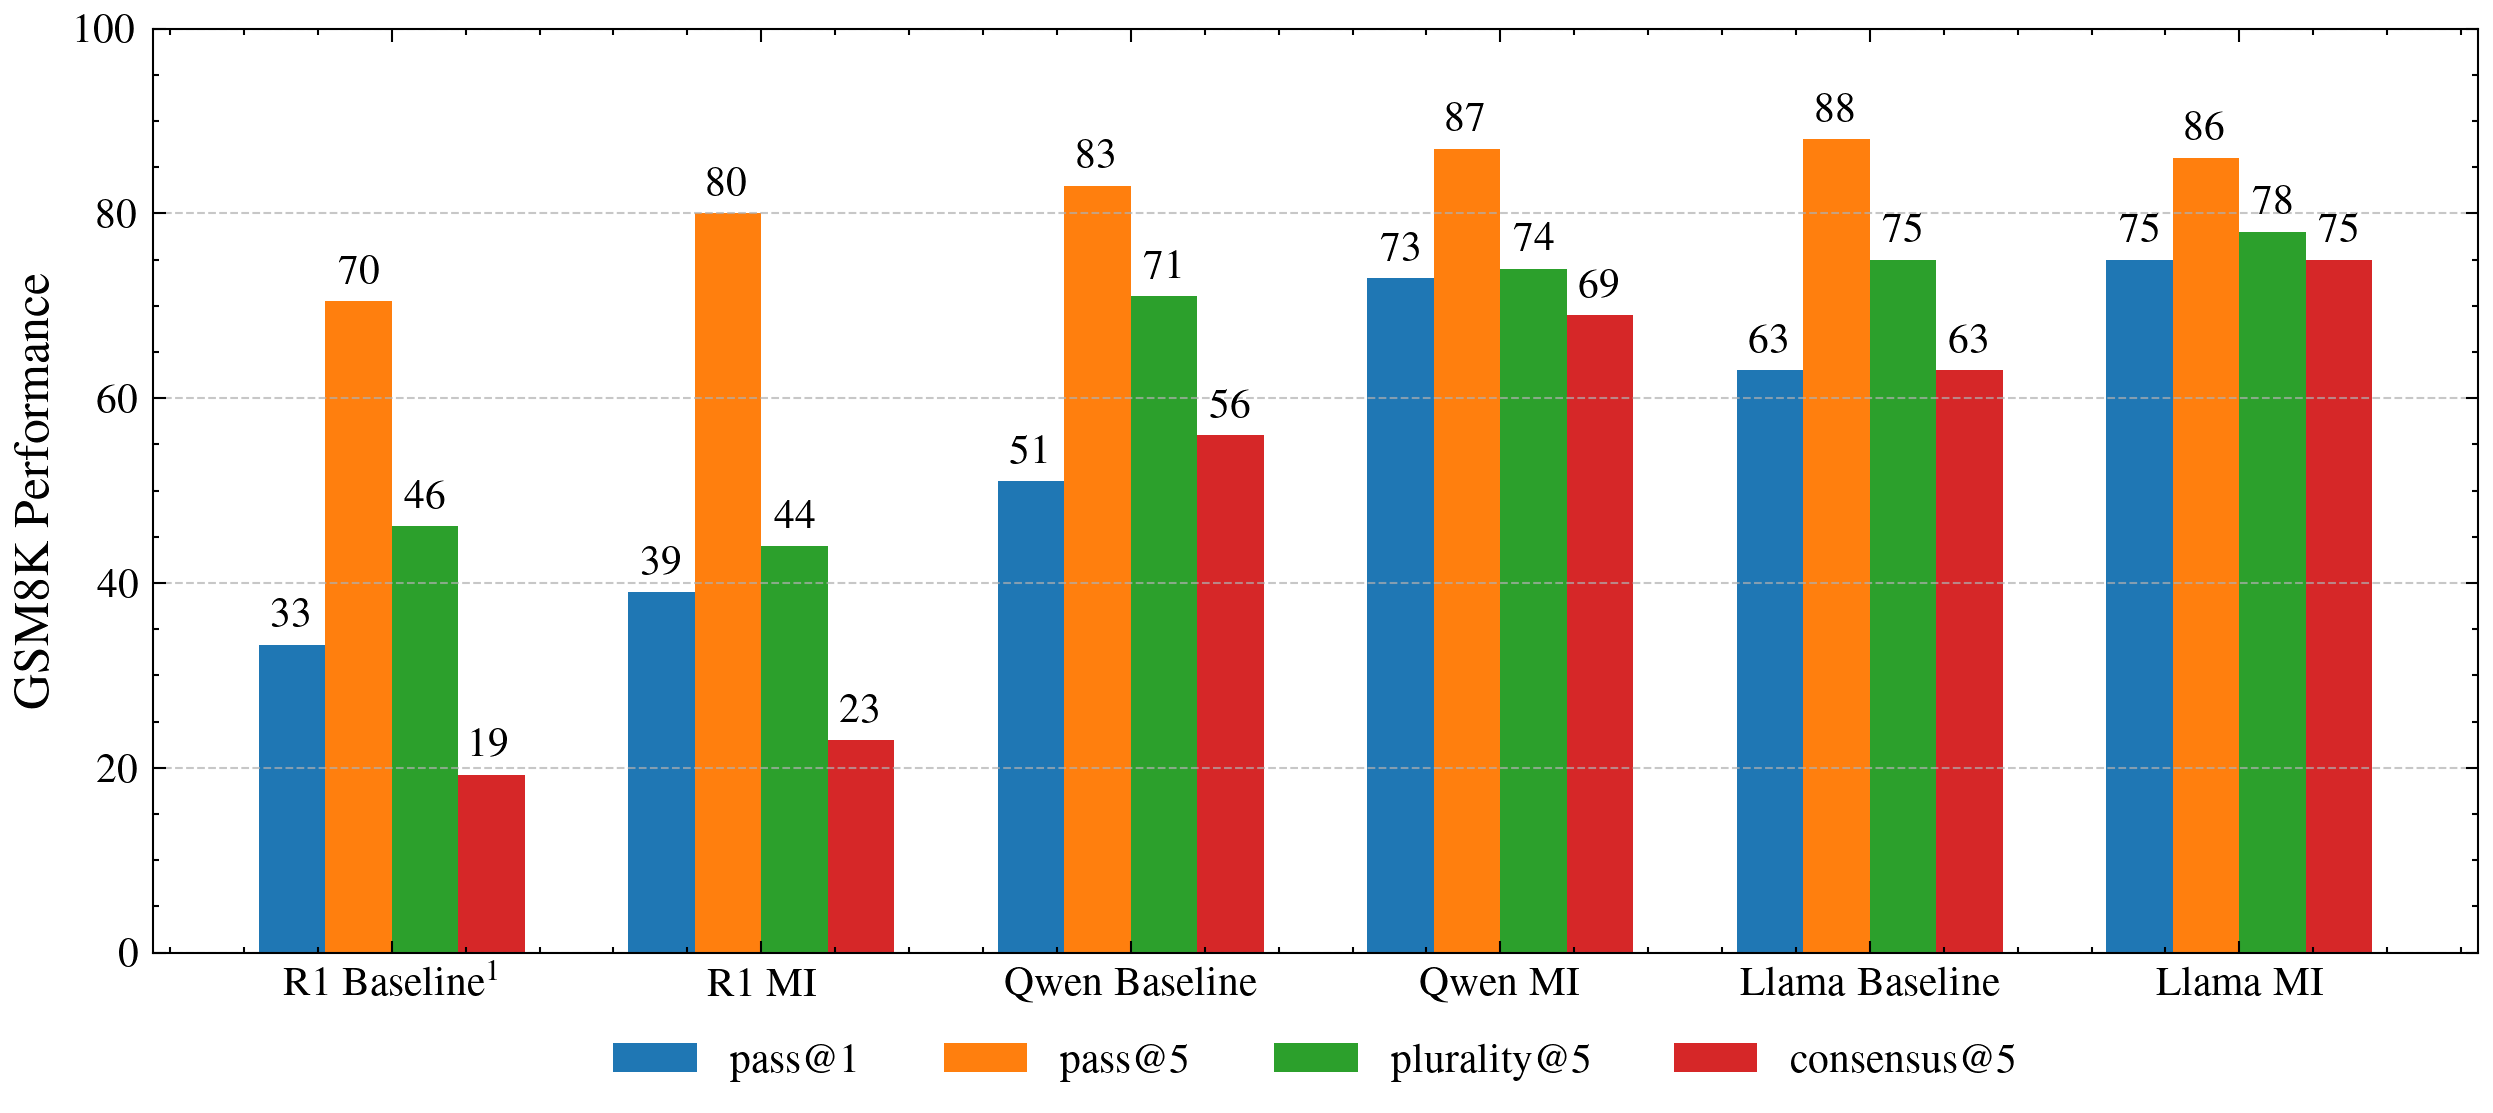 GSM8K Performance
100
80
60
40
20
0
33
70
46
19
39
80
44
23
51
83
71
56
73
87
74
69
63
88
75
63
75
86
78
75
R1 Baseline¹
R1 MI
Qwen Baseline
Qwen MI
Llama Baseline
Llama MI
pass@1
pass@5
plurality@5
consensus@5